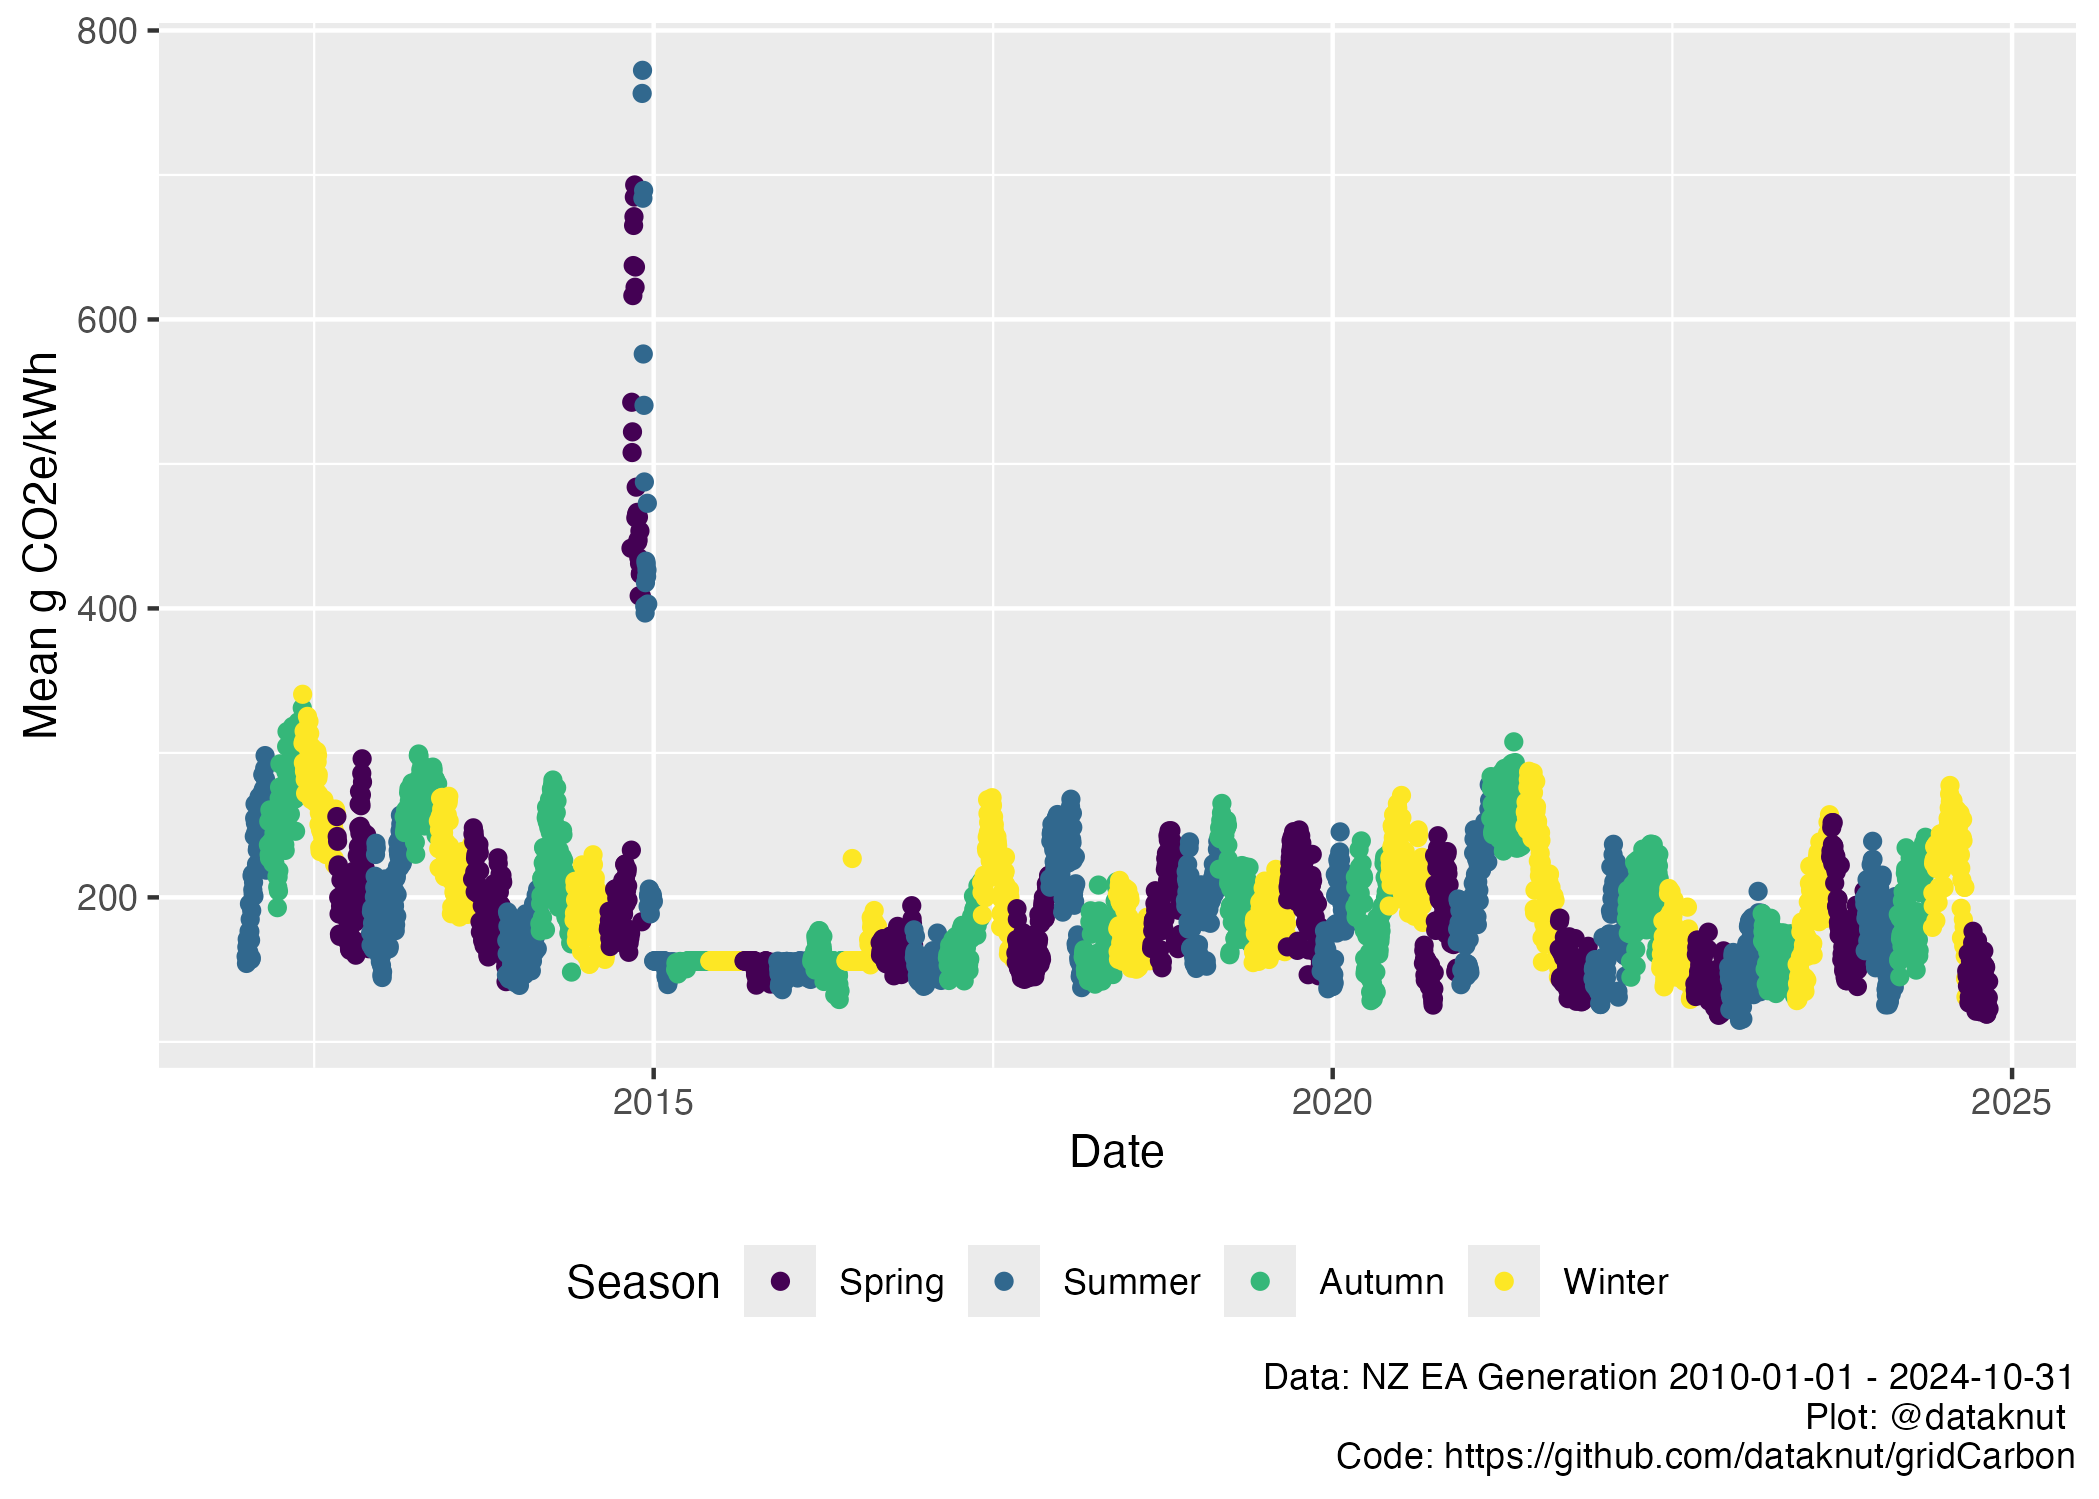 800
600
400
200
Mean g CO2e/kWh
2015
2020
2025
Date
Season
Spring
Summer
Autumn
Winter
Data: NZ EA Generation 2010-01-01 - 2024-10-31
Plot: @dataknut
Code: https://github.com/dataknut/gridCarbon